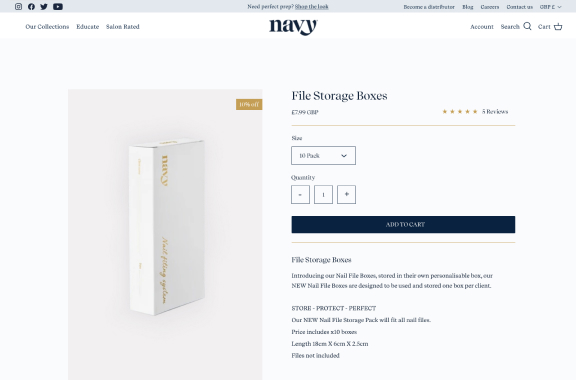 Need perfect prep? Shop the look
Become a distributor Blog Careers Contact us GBP £
Our Collections Educate Salon Rated
navy
Account Search Cart
10% off
navy
Nail filing system
File Storage Boxes
£7.99 GBP
5 Reviews
Size
10 Pack
Quantity
- 1 +
ADD TO CART
File Storage Boxes
Introducing our Nail File Boxes, stored in their own personalisable box, our
NEW Nail File Boxes are designed to be used and stored one box per client.
STORE - PROTECT - PERFECT
Our NEW Nail File Storage Pack will fit all nail files.
Price includes x10 boxes
Length 18cm X 6cm X 2.5cm
Files not included